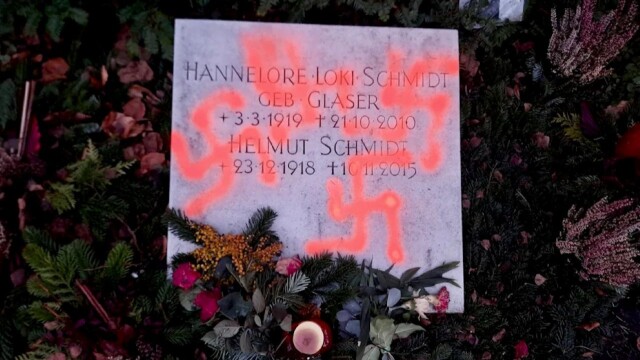 HANNELORE·LOKI·SCHMIDT
GEB·GLASER
+3·3·1919 †21·10·2010
HELMUT SCHMIDT
+23·12·1918 †10·11·2015